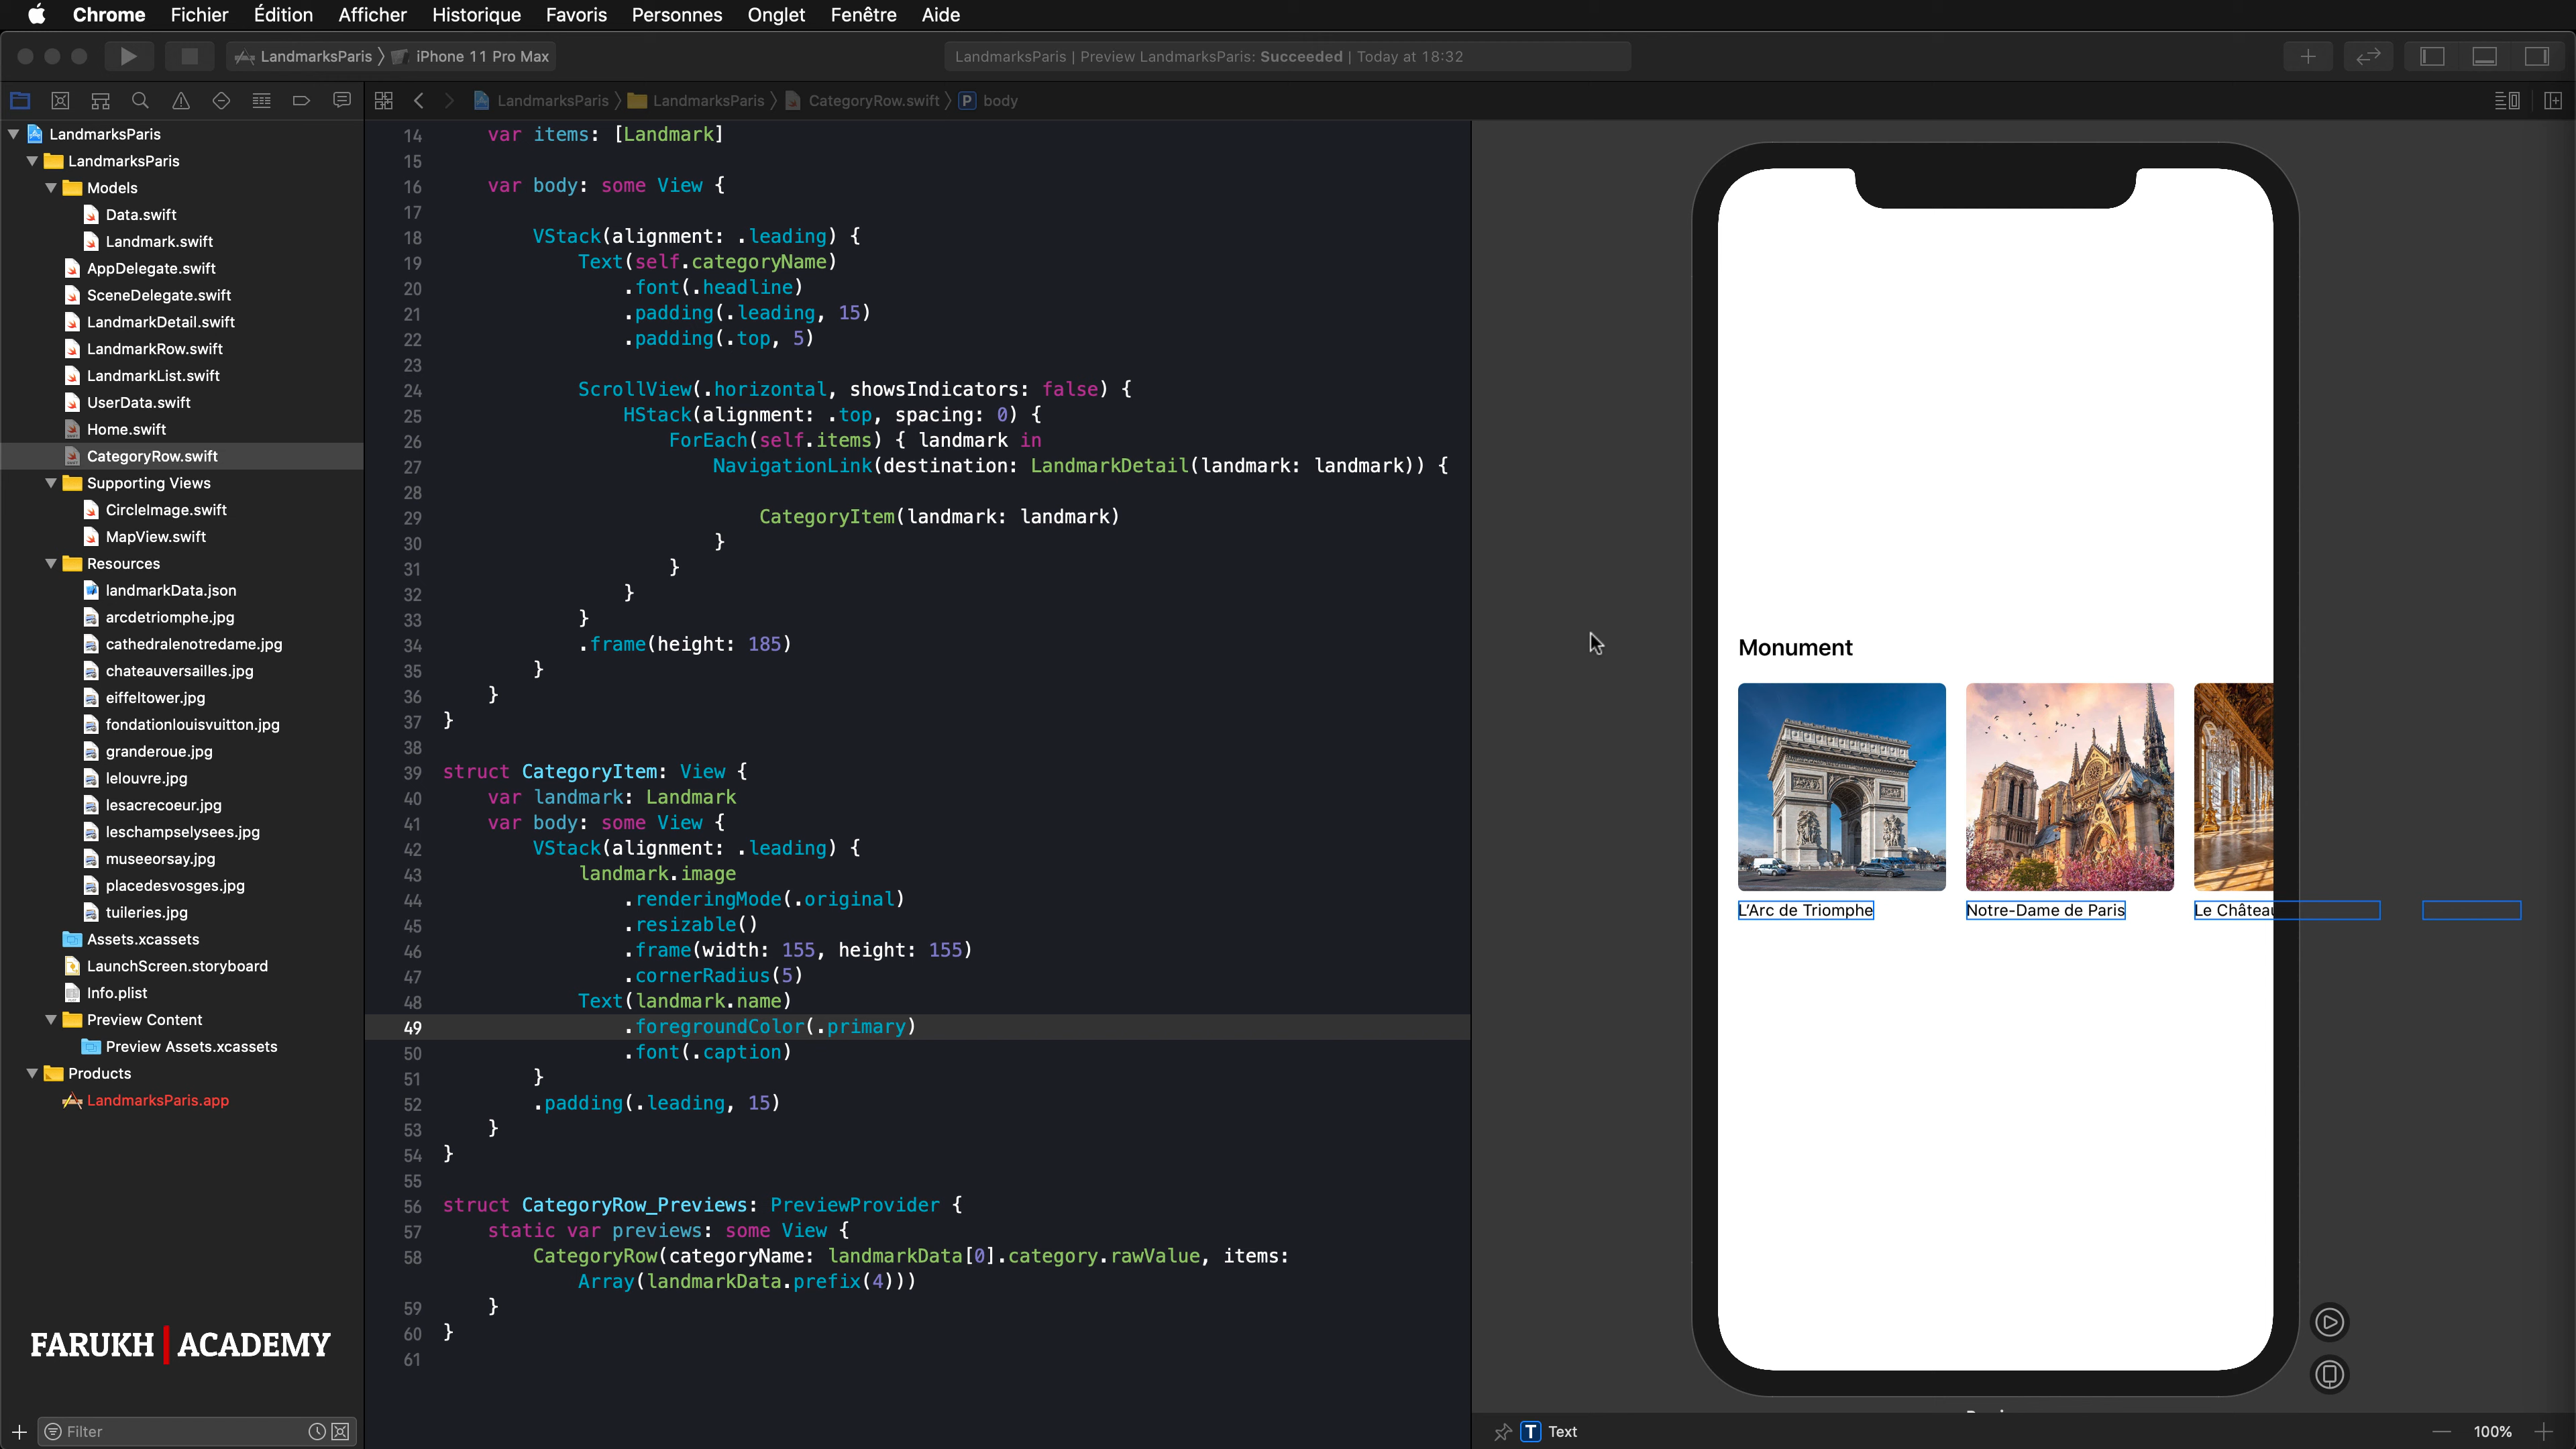 Chrome Fichier Édition Afficher Historique Favoris Personnes Onglet Fenêtre Aide
LandmarksParis 〉 iPhone 11 Pro Max
LandmarksParis | Preview LandmarksParis: Succeeded | Today at 18:32
LandmarksParis 〉 LandmarksParis 〉 CategoryRow.swift 〉 P body
LandmarksParis
LandmarksParis
Models
Data.swift
Landmark.swift
AppDelegate.swift
SceneDelegate.swift
LandmarkDetail.swift
LandmarkRow.swift
LandmarkList.swift
UserData.swift
Home.swift
CategoryRow.swift
Supporting Views
CircleImage.swift
MapView.swift
Resources
landmarkData.json
arcdetriomphe.jpg
cathedralenotredame.jpg
chateauversailles.jpg
eiffeltower.jpg
fondationlouisvuitton.jpg
granderoue.jpg
lelouvre.jpg
lesacrecoeur.jpg
leschampselysees.jpg
museeorsay.jpg
placedesvosges.jpg
tuileries.jpg
Assets.xcassets
LaunchScreen.storyboard
Info.plist
Preview Content
Preview Assets.xcassets
Products
LandmarksParis.app
FARUKH | ACADEMY
Filter
14 var items: [Landmark]
15
16 var body: some View {
17
18 VStack(alignment: .leading) {
19 Text(self.categoryName)
20 .font(.headline)
21 .padding(.leading, 15)
22 .padding(.top, 5)
23
24 ScrollView(.horizontal, showsIndicators: false) {
25 HStack(alignment: .top, spacing: 0) {
26 ForEach(self.items) { landmark in
27 NavigationLink(destination: LandmarkDetail(landmark: landmark)) {
28
29 CategoryItem(landmark: landmark)
30 }
31 }
32 }
33 }
34 .frame(height: 185)
35 }
36 }
37 }
38
39 struct CategoryItem: View {
40 var landmark: Landmark
41 var body: some View {
42 VStack(alignment: .leading) {
43 landmark.image
44 .renderingMode(.original)
45 .resizable()
46 .frame(width: 155, height: 155)
47 .cornerRadius(5)
48 Text(landmark.name)
49 .foregroundColor(.primary)
50 .font(.caption)
51 }
52 .padding(.leading, 15)
53 }
54 }
55
56 struct CategoryRow_Previews: PreviewProvider {
57 static var previews: some View {
58 CategoryRow(categoryName: landmarkData[0].category.rawValue, items:
Array(landmarkData.prefix(4)))
59 }
60 }
61
Monument
L'Arc de Triomphe
Notre-Dame de Paris
Le Château
T Text
100%